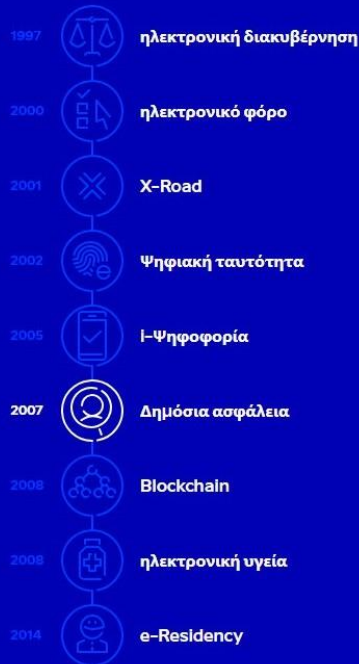 1997 ηλεκτρονική διακυβέρνηση
2000 ηλεκτρονικό φόρο
2001 X-Road
2002 Ψηφιακή ταυτότητα
2005 i-Ψηφοφορία
2007 Δημόσια ασφάλεια
2008 Blockchain
2008 ηλεκτρονική υγεία
2014 e-Residency